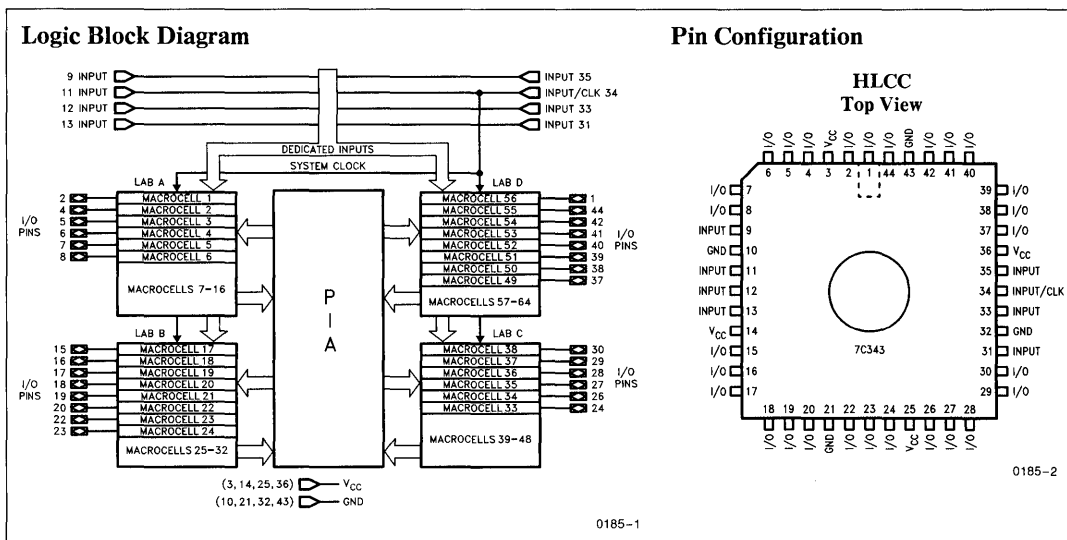 Logic Block Diagram
9 INPUT
11 INPUT
12 INPUT
13 INPUT
INPUT 35
INPUT/CLK 34
INPUT 33
INPUT 31
DEDICATED INPUTS
SYSTEM CLOCK
LAB A
2
4
5
6
7
8
I/O
PINS
MACROCELL 1
MACROCELL 2
MACROCELL 3
MACROCELL 4
MACROCELL 5
MACROCELL 6
MACROCELLS 7-16
LAB B
15
16
17
18
19
20
22
23
I/O
PINS
MACROCELL 17
MACROCELL 18
MACROCELL 19
MACROCELL 20
MACROCELL 21
MACROCELL 22
MACROCELL 23
MACROCELL 24
MACROCELLS 25-32
P
I
A
LAB D
MACROCELL 56
MACROCELL 55
MACROCELL 54
MACROCELL 53
MACROCELL 52
MACROCELL 51
MACROCELL 50
MACROCELL 49
MACROCELLS 57-64
1
44
42
41
40
39
38
37
I/O
PINS
LAB C
MACROCELL 38
MACROCELL 37
MACROCELL 36
MACROCELL 35
MACROCELL 34
MACROCELL 33
MACROCELLS 39-48
30
29
28
27
26
24
I/O
PINS
(3,14,25,36) VCC
(10,21,32,43) GND
0185-1
Pin Configuration
HLCC
Top View
I/O I/O I/O VCC I/O I/O I/O GND I/O I/O I/O
6 5 4 3 2 1 44 43 42 41 40
I/O 7
I/O 8
INPUT 9
GND 10
INPUT 11
INPUT 12
INPUT 13
VCC 14
I/O 15
I/O 16
I/O 17
39 I/O
38 I/O
37 I/O
36 VCC
35 INPUT
34 INPUT/CLK
33 INPUT
32 GND
31 INPUT
30 I/O
29 I/O
7C343
18 19 20 21 22 23 24 25 26 27 28
I/O I/O I/O GND I/O I/O I/O VCC I/O I/O I/O
0185-2